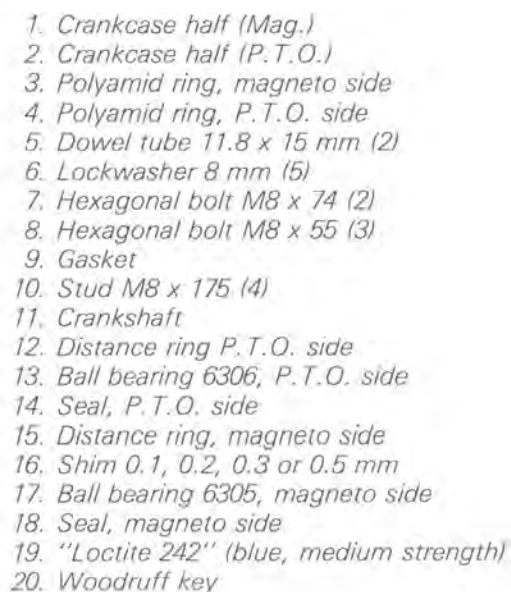 1. Crankcase half (Mag.)
2. Crankcase half (P.T.O.)
3. Polyamid ring, magneto side
4. Polyamid ring, P.T.O. side
5. Dowel tube 11.8 x 15 mm (2)
6. Lockwasher 8 mm (5)
7. Hexagonal bolt M8 x 74 (2)
8. Hexagonal bolt M8 x 55 (3)
9. Gasket
10. Stud M8 x 175 (4)
11. Crankshaft
12. Distance ring P.T.O. side
13. Ball bearing 6306, P.T.O. side
14. Seal, P.T.O. side
15. Distance ring, magneto side
16. Shim 0.1, 0.2, 0.3 or 0.5 mm
17. Ball bearing 6305, magneto side
18. Seal, magneto side
19. "Loctite 242" (blue, medium strength)
20. Woodruff key